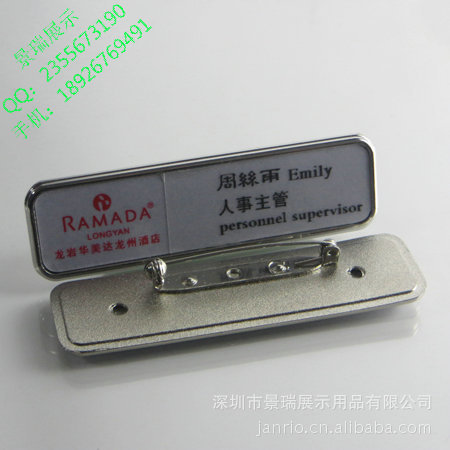 景瑞展示
QQ：2355673190
手机：18926769491
RAMADA®
LONGYAN
龙岩华美达龙州酒店
周絲雨 Emily
人事主管
personnel supervisor
深圳市景瑞展示用品有限公司
janrio.cn.alibaba.com